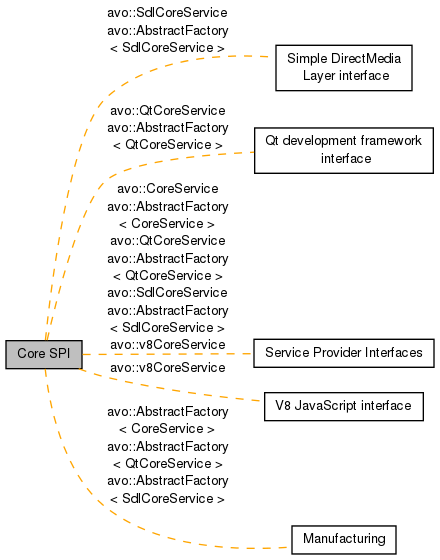 avo::SdlCoreService
avo::AbstractFactory
< SdlCoreService >
Simple DirectMedia
Layer interface
avo::QtCoreService
avo::AbstractFactory
< QtCoreService >
Qt development framework
interface
avo::CoreService
avo::AbstractFactory
< CoreService >
avo::QtCoreService
avo::AbstractFactory
< QtCoreService >
avo::SdlCoreService
avo::AbstractFactory
< SdlCoreService >
avo::v8CoreService
Core SPI
Service Provider Interfaces
avo::v8CoreService
V8 JavaScript interface
avo::AbstractFactory
< CoreService >
avo::AbstractFactory
< QtCoreService >
avo::AbstractFactory
< SdlCoreService >
Manufacturing